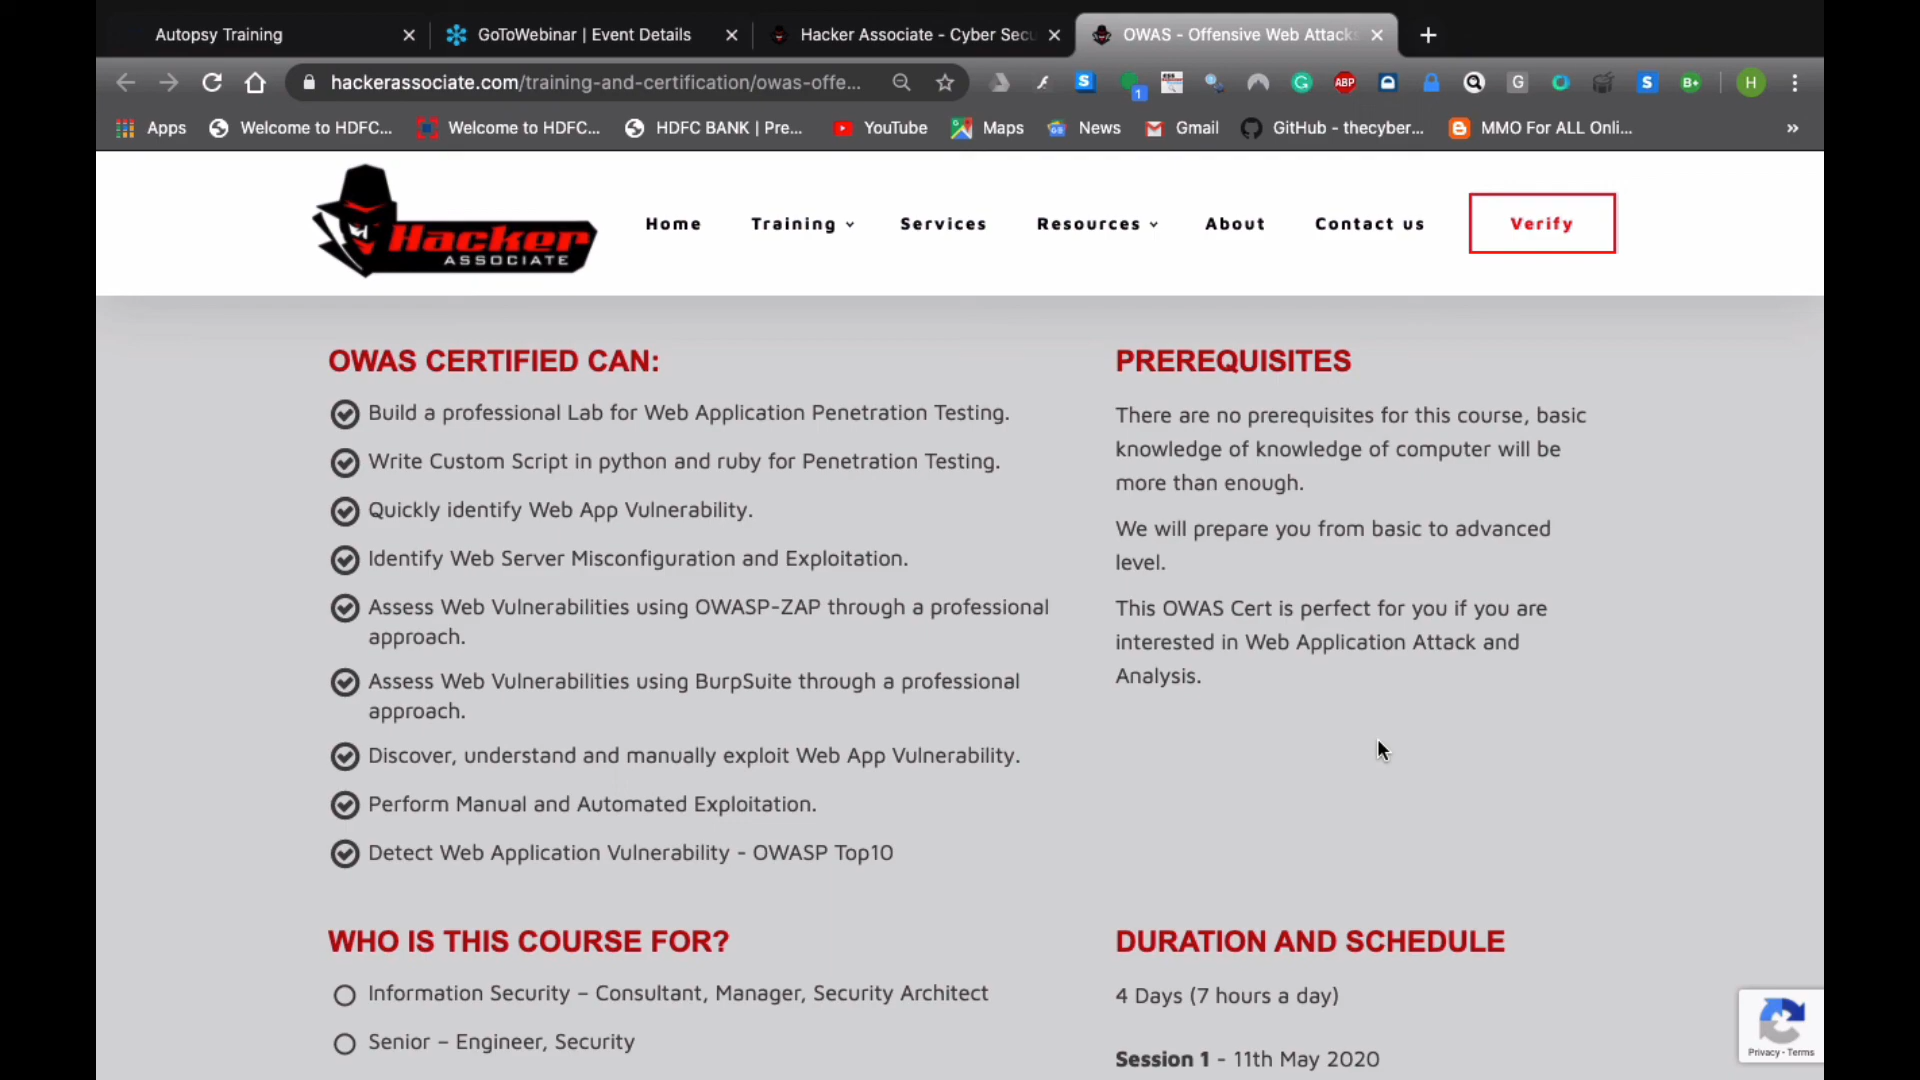 Autopsy Training
GoToWebinar | Event Details
Hacker Associate - Cyber Secu
OWAS - Offensive Web Attacks
hackerassociate.com/training-and-certification/owas-offe...
1
ABP
G
S
B+
H
Apps
Welcome to HDFC...
Welcome to HDFC...
HDFC BANK | Pre...
YouTube
Maps
News
Gmail
GitHub - thecyber...
MMO For ALL Onli...
»
Hacker
ASSOCIATE
Home
Training
Services
Resources
About
Contact us
Verify
OWAS CERTIFIED CAN:
Build a professional Lab for Web Application Penetration Testing.
Write Custom Script in python and ruby for Penetration Testing.
Quickly identify Web App Vulnerability.
Identify Web Server Misconfiguration and Exploitation.
Assess Web Vulnerabilities using OWASP-ZAP through a professional
approach.
Assess Web Vulnerabilities using BurpSuite through a professional
approach.
Discover, understand and manually exploit Web App Vulnerability.
Perform Manual and Automated Exploitation.
Detect Web Application Vulnerability - OWASP Top10
PREREQUISITES
There are no prerequisites for this course, basic
knowledge of knowledge of computer will be
more than enough.
We will prepare you from basic to advanced
level.
This OWAS Cert is perfect for you if you are
interested in Web Application Attack and
Analysis.
WHO IS THIS COURSE FOR?
Information Security – Consultant, Manager, Security Architect
Senior – Engineer, Security
DURATION AND SCHEDULE
4 Days (7 hours a day)
Session 1 - 11th May 2020
Privacy - Terms